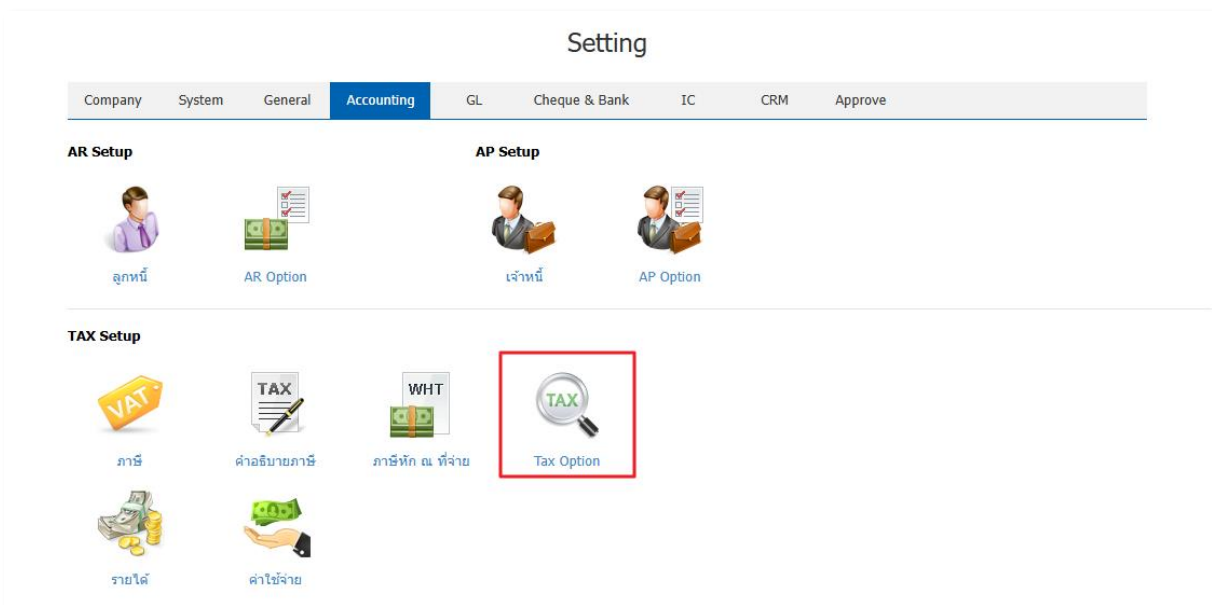 Setting
Company System General Accounting GL Cheque & Bank IC CRM Approve
AR Setup AP Setup
ลูกหนี้ AR Option เจ้าหนี้ AP Option
TAX Setup
VAT TAX WHT TAX
ภาษี คำอธิบายภาษี ภาษีหัก ณ ที่จ่าย Tax Option
รายได้ ค่าใช้จ่าย